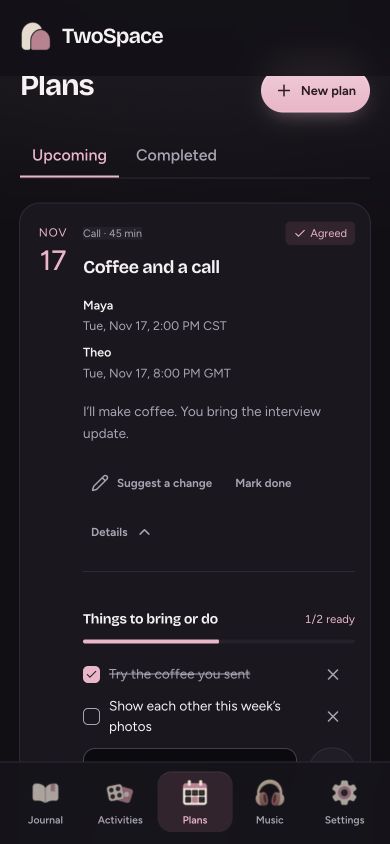 TwoSpace
Plans
New plan
Upcoming
Completed
NOV
17
Call · 45 min
Agreed
Coffee and a call
Maya
Tue, Nov 17, 2:00 PM CST
Theo
Tue, Nov 17, 8:00 PM GMT
I’ll make coffee. You bring the interview
update.
Suggest a change
Mark done
Details
Things to bring or do
1/2 ready
Try the coffee you sent
Show each other this week’s
photos
Journal
Activities
Plans
Music
Settings